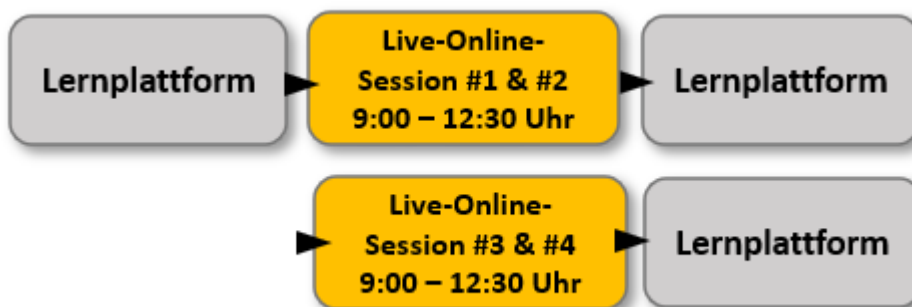 Lernplattform
Live-Online-
Session #1 & #2
9:00 – 12:30 Uhr
Lernplattform
Live-Online-
Session #3 & #4
9:00 – 12:30 Uhr
Lernplattform